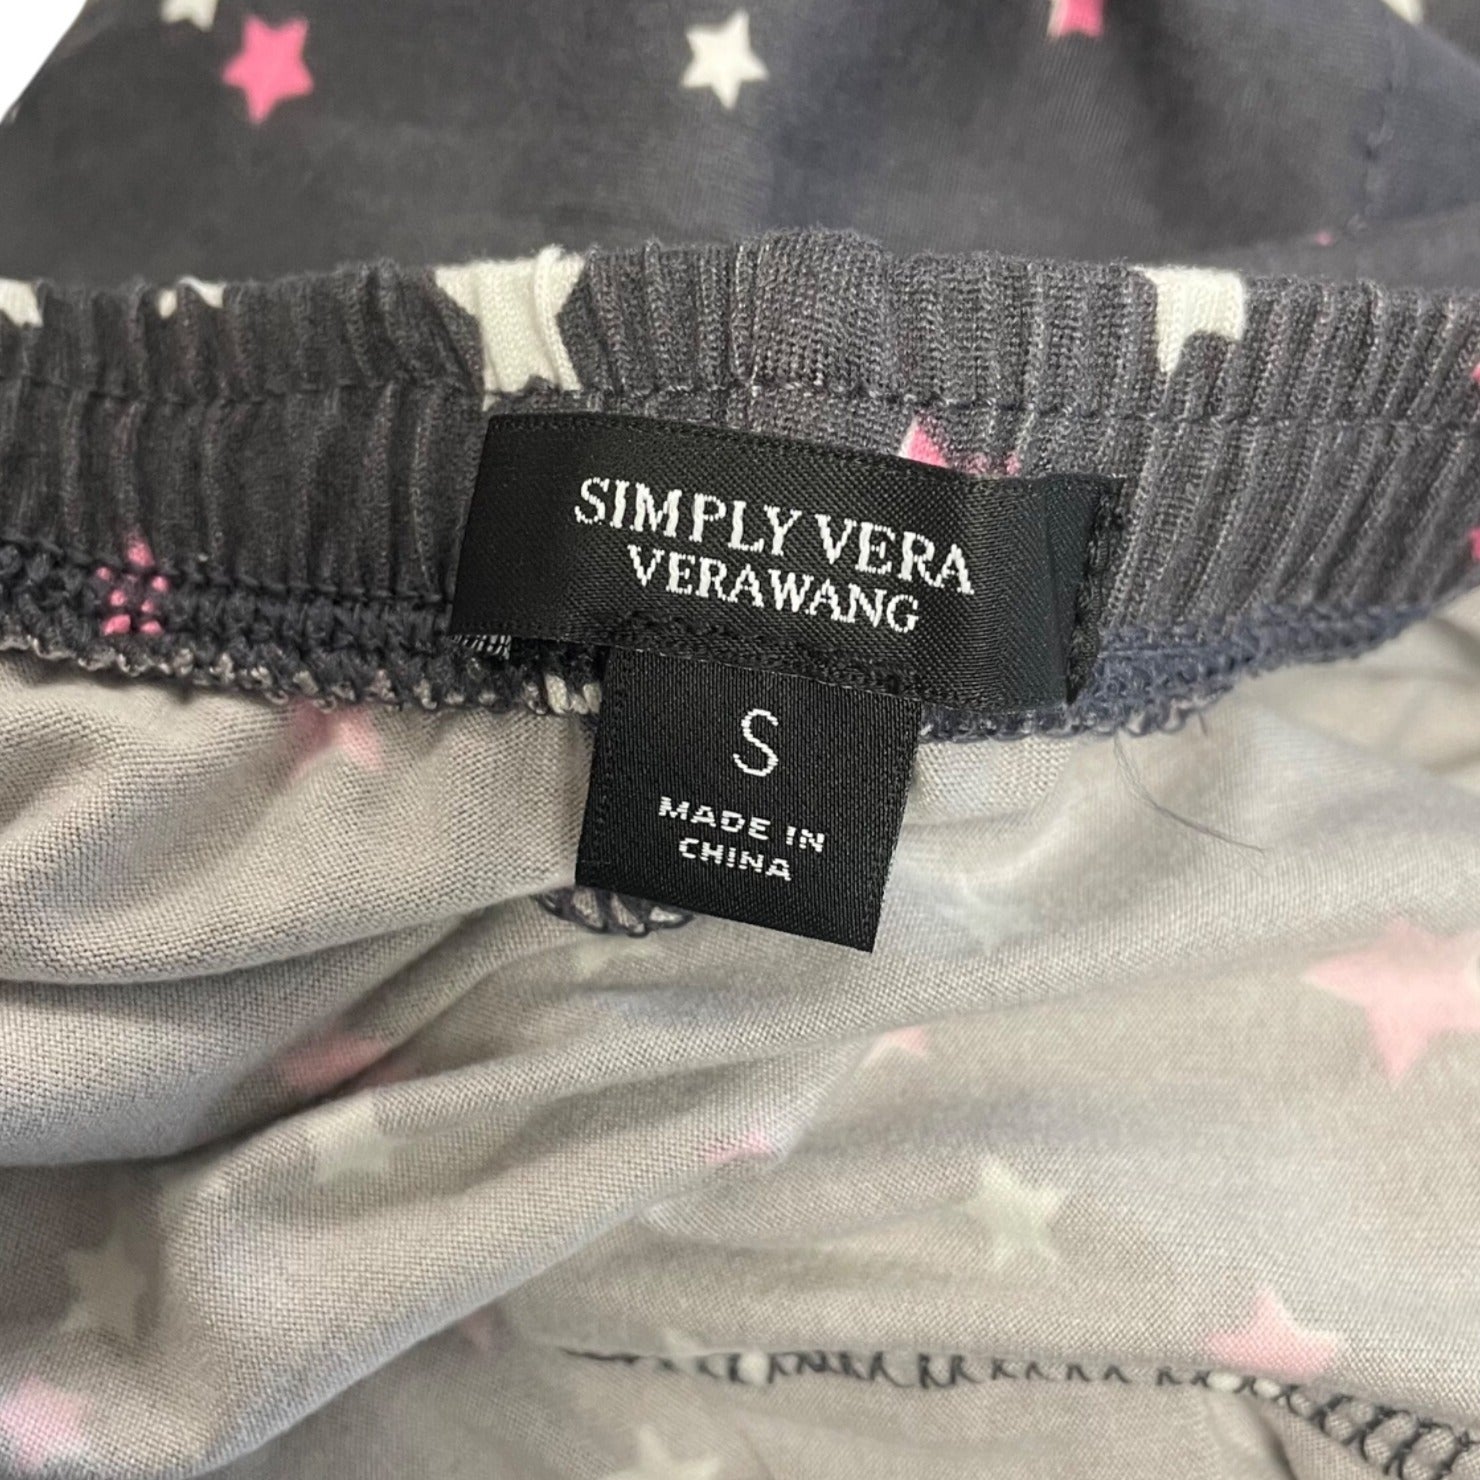 SIMPLY VERA
VERAWANG
S
MADE IN
CHINA